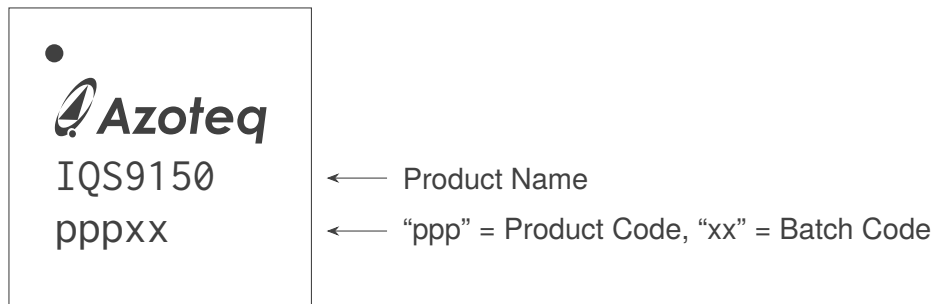 Azoteq
IQS9150
Product Name
pppxx
“ppp” = Product Code, “xx” = Batch Code